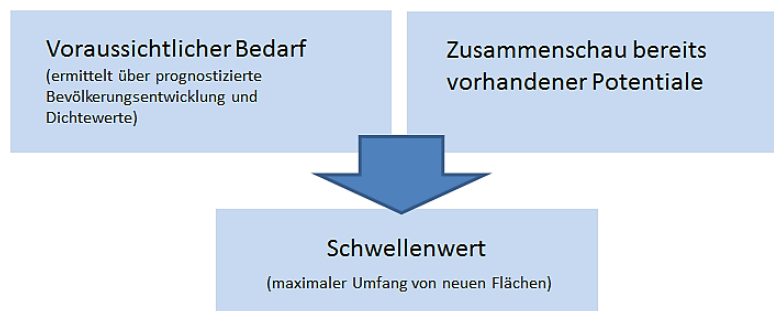 Voraussichtlicher Bedarf
(ermittelt über prognostizierte
Bevölkerungsentwicklung und
Dichtewerte)
Zusammenschau bereits
vorhandener Potentiale
Schwellenwert
(maximaler Umfang von neuen Flächen)